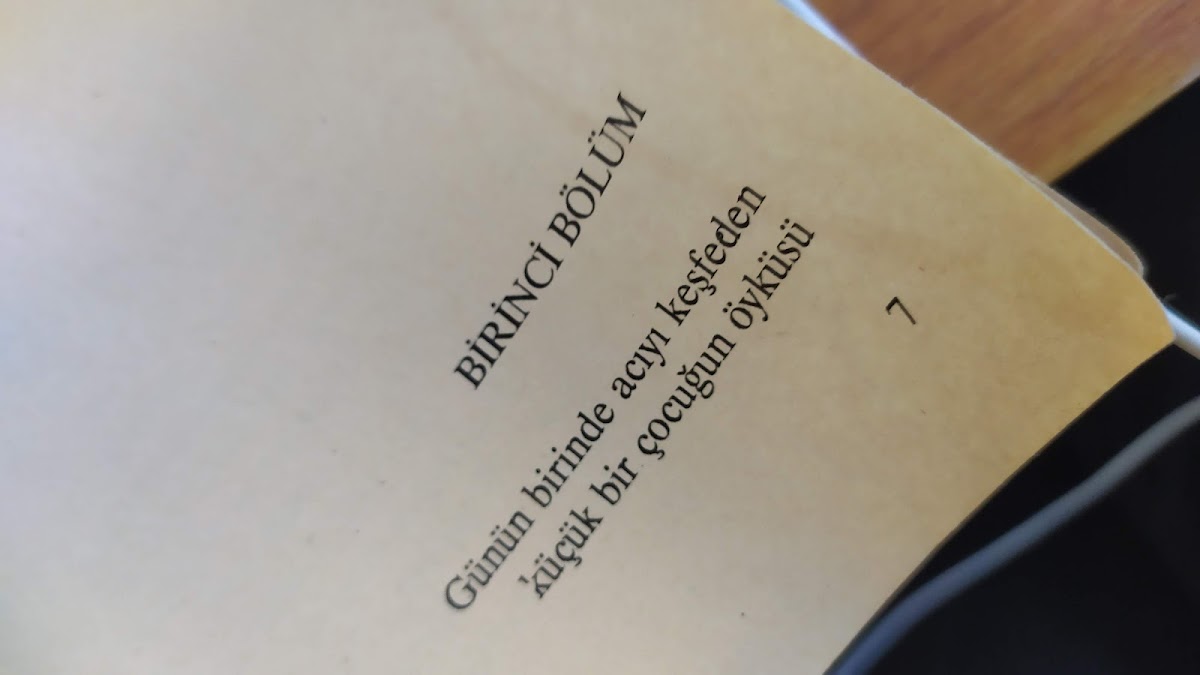 BİRİNCİ BÖLÜM
Günün birinde acıyı keşfeden
küçük bir çocuğun öyküsü
7